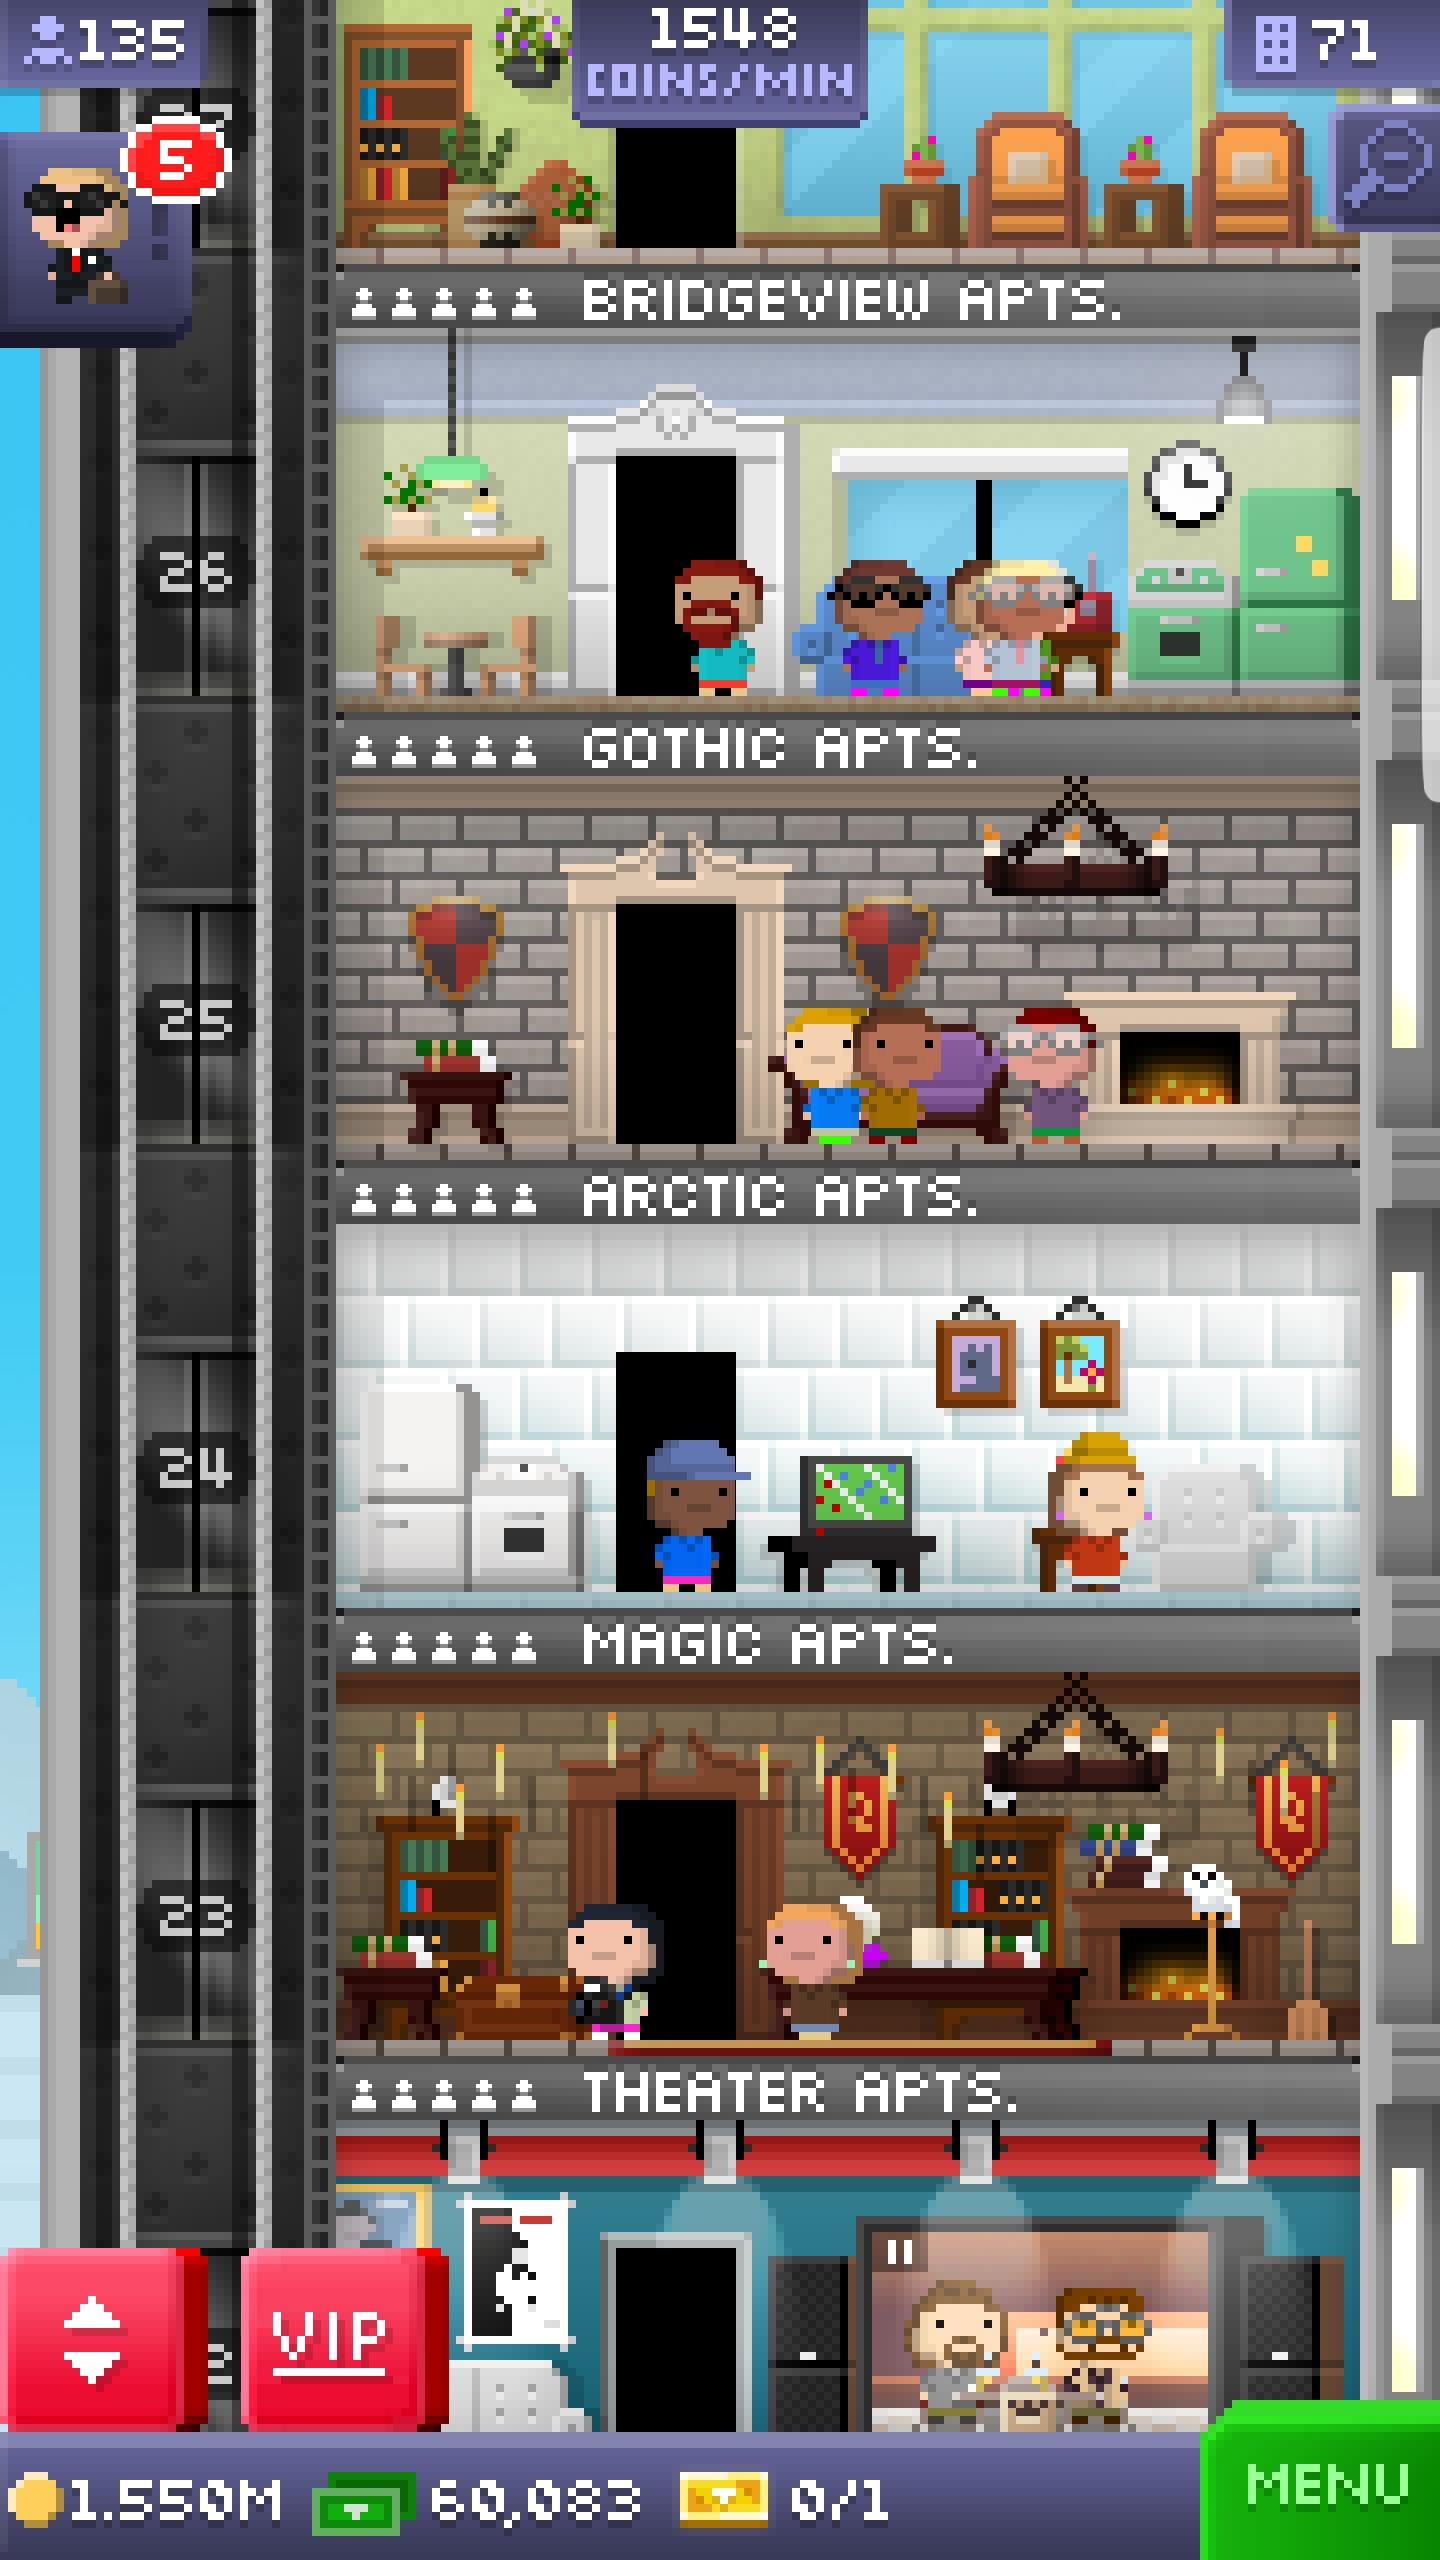 135
1548
COINS/MIN
71
5
BRIDGEVIEW APTS.
26
GOTHIC APTS.
25
ARCTIC APTS.
24
MAGIC APTS.
23
THEATER APTS.
VIP
1.550M
60,083
0/1
MENU